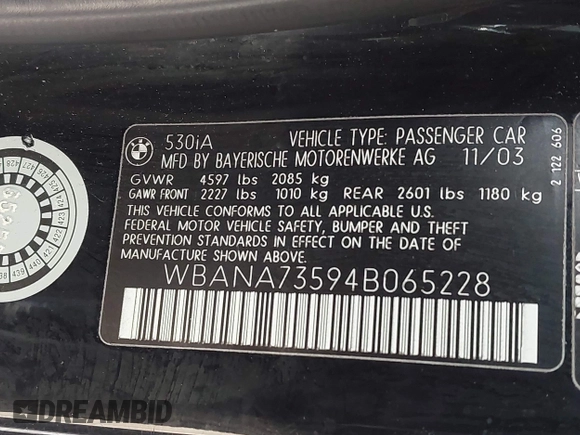 530iA VEHICLE TYPE: PASSENGER CAR
MFD BY BAYERISCHE MOTORENWERKE AG 11/03
GVWR 4597 lbs 2085 kg
GAWR FRONT 2227 lbs 1010 kg REAR 2601 lbs 1180 kg
THIS VEHICLE CONFORMS TO ALL APPLICABLE U.S.
FEDERAL MOTOR VEHICLE SAFETY, BUMPER AND THEFT
PREVENTION STANDARDS IN EFFECT ON THE DATE OF
MANUFACTURE SHOWN ABOVE.
WBANA73594B065228
2 122 606
DREAMBID